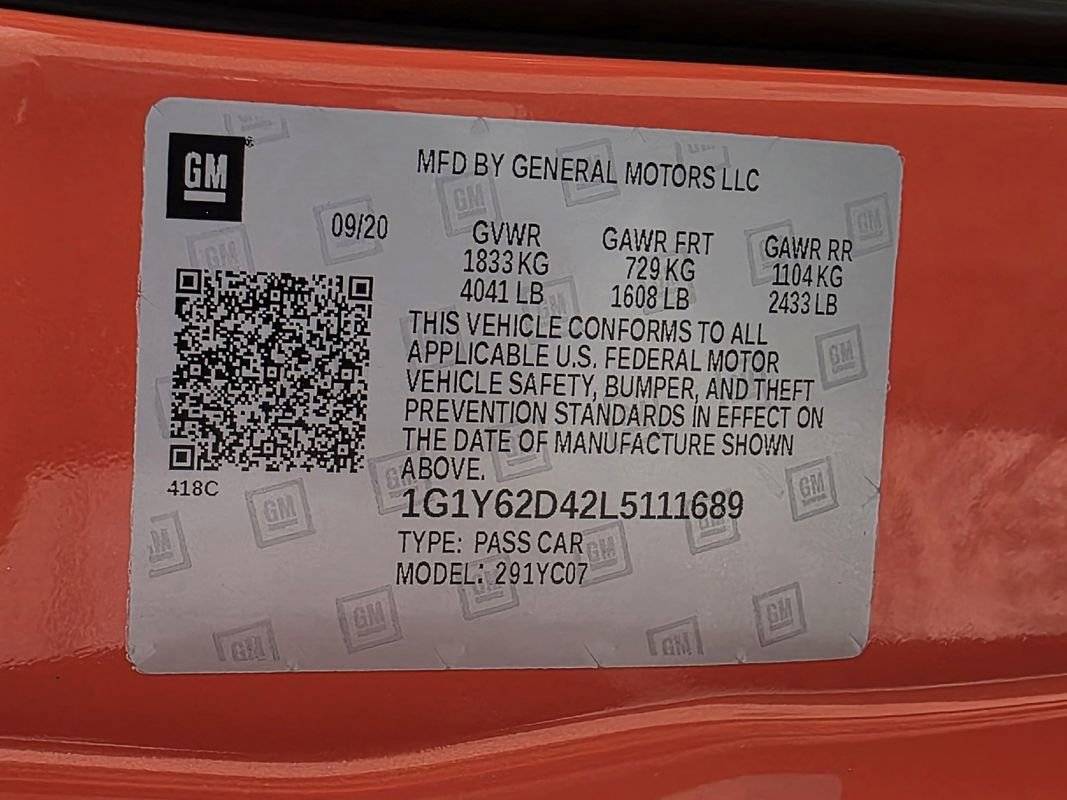 GM
MFD BY GENERAL MOTORS LLC
09/20
GVWR GAWR FRT GAWR RR
1833 KG 729 KG 1104 KG
4041 LB 1608 LB 2433 LB
THIS VEHICLE CONFORMS TO ALL
APPLICABLE U.S. FEDERAL MOTOR
VEHICLE SAFETY, BUMPER, AND THEFT
PREVENTION STANDARDS IN EFFECT ON
THE DATE OF MANUFACTURE SHOWN
ABOVE.
418C
1G1Y62D42L5111689
TYPE: PASS CAR
MODEL: 291YC07